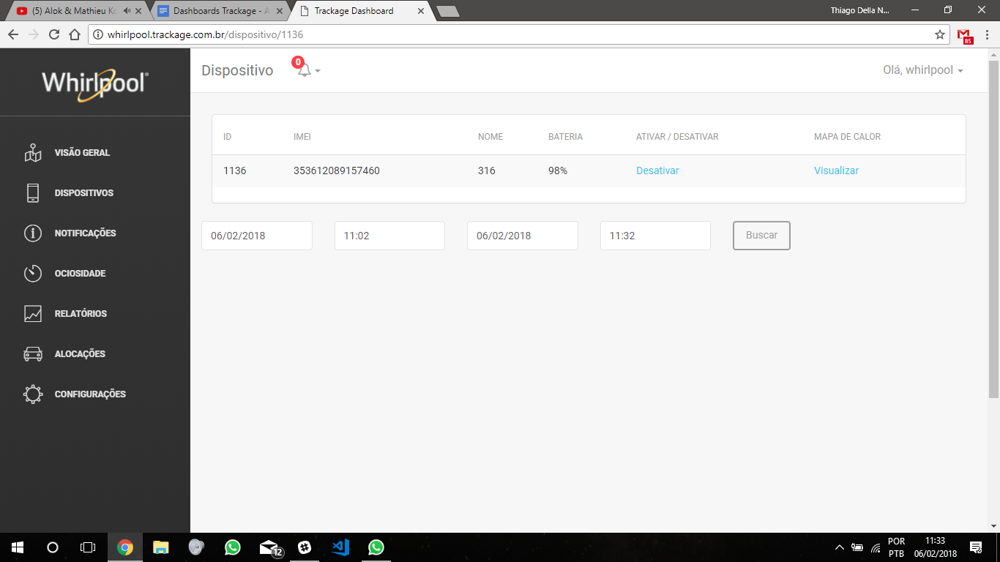 (5) Alok & Mathieu Ko
Dashboards Trackage - A
Trackage Dashboard
Thiago Della N...
whirlpool.trackage.com.br/dispositivo/1136
85
Whirlpool
Dispositivo
0
Olá, whirlpool
VISÃO GERAL
DISPOSITIVOS
NOTIFICAÇÕES
OCIOSIDADE
RELATÓRIOS
ALOCAÇÕES
CONFIGURAÇÕES
ID IMEI NOME BATERIA ATIVAR / DESATIVAR MAPA DE CALOR
1136 353612089157460 316 98% Desativar Visualizar
06/02/2018 11:02 06/02/2018 11:32 Buscar
12
POR
PTB
11:33
06/02/2018